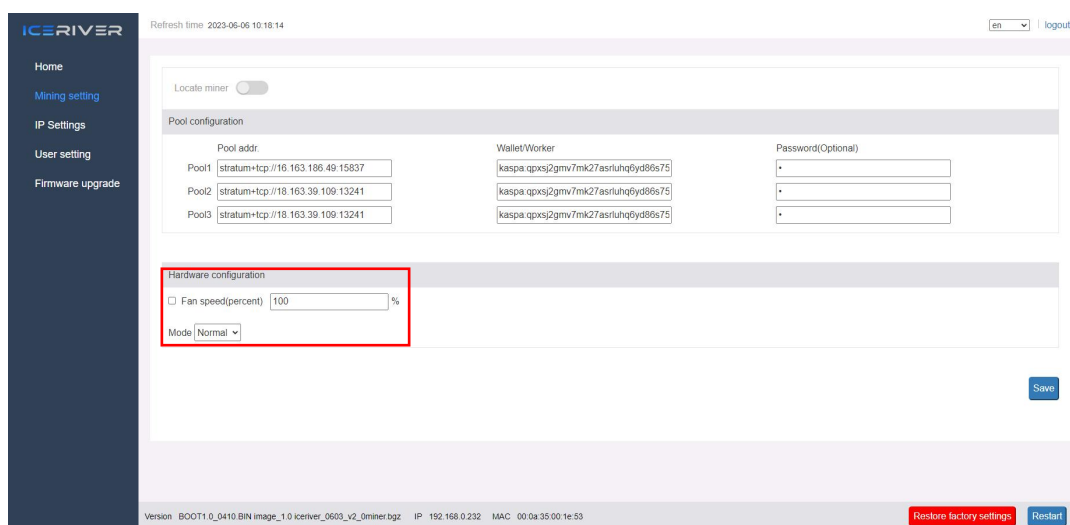 ICERIVER
Refresh time 2023-06-06 10:18:14
en
logout
Home
Mining setting
IP Settings
User setting
Firmware upgrade
Locate miner
Pool configuration
Pool addr. Wallet/Worker Password(Optional)
Pool1 stratum+tcp://16.163.186.49:15837 kaspa:qpxsj2gmv7mk27asrluhq6yd86s75 •
Pool2 stratum+tcp://18.163.39.109:13241 kaspa:qpxsj2gmv7mk27asrluhq6yd86s75 •
Pool3 stratum+tcp://18.163.39.109:13241 kaspa:qpxsj2gmv7mk27asrluhq6yd86s75 •
Hardware configuration
Fan speed(percent) 100 %
Mode Normal
Save
Version BOOT1.0_0410.BIN image_1.0 iceriver_0603_v2_0miner.bgz IP 192.168.0.232 MAC 00:0a:35:00:1e:53 Restore factory settings Restart